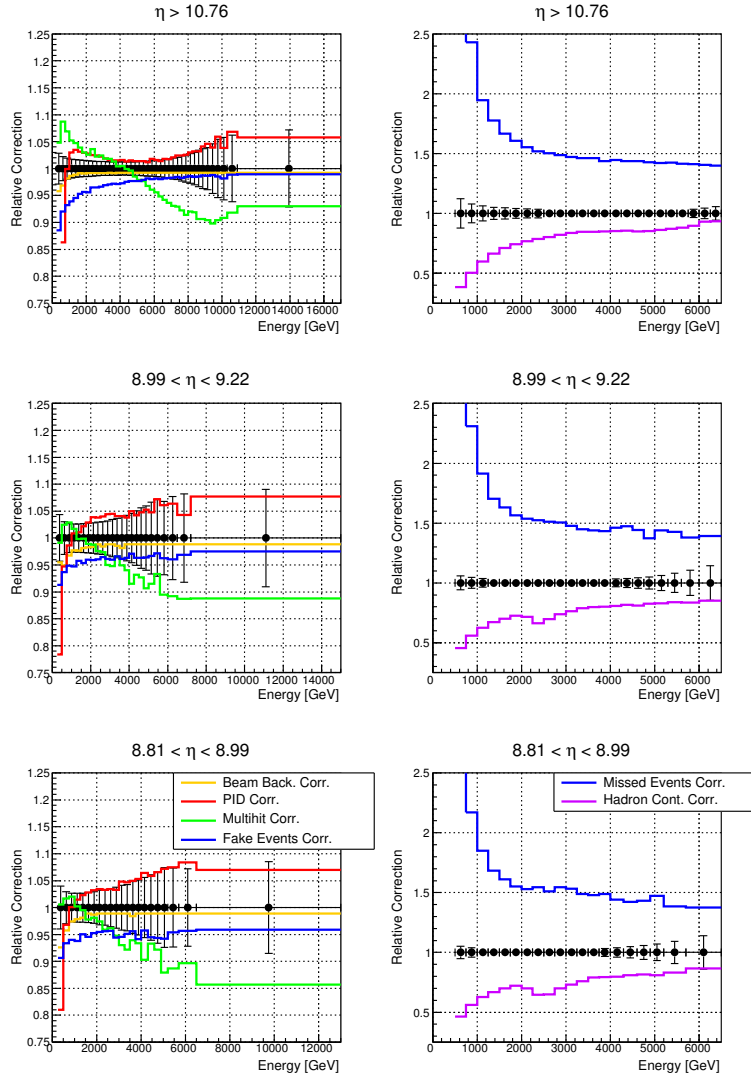 η > 10.76
η > 10.76
Relative Correction
1.25
1.2
1.15
1.1
1.05
1
0.95
0.9
0.85
0.8
0.75
2000 4000 6000 8000 10000 12000 14000 16000
Energy [GeV]
Relative Correction
2.5
2
1.5
1
0.5
0 1000 2000 3000 4000 5000 6000
Energy [GeV]
8.99 < η < 9.22
8.99 < η < 9.22
Relative Correction
1.25
1.2
1.15
1.1
1.05
1
0.95
0.9
0.85
0.8
0.75
0 2000 4000 6000 8000 10000 12000 14000
Energy [GeV]
Relative Correction
2.5
2
1.5
1
0.5
0 1000 2000 3000 4000 5000 6000
Energy [GeV]
8.81 < η < 8.99
8.81 < η < 8.99
Relative Correction
1.25
1.2
1.15
1.1
1.05
1
0.95
0.9
0.85
0.8
0.75
0 2000 4000 6000 8000 10000 12000
Energy [GeV]
Beam Back. Corr.
PID Corr.
Multihit Corr.
Fake Events Corr.
Relative Correction
2.5
2
1.5
1
0.5
0 1000 2000 3000 4000 5000 6000
Energy [GeV]
Missed Events Corr.
Hadron Cont. Corr.